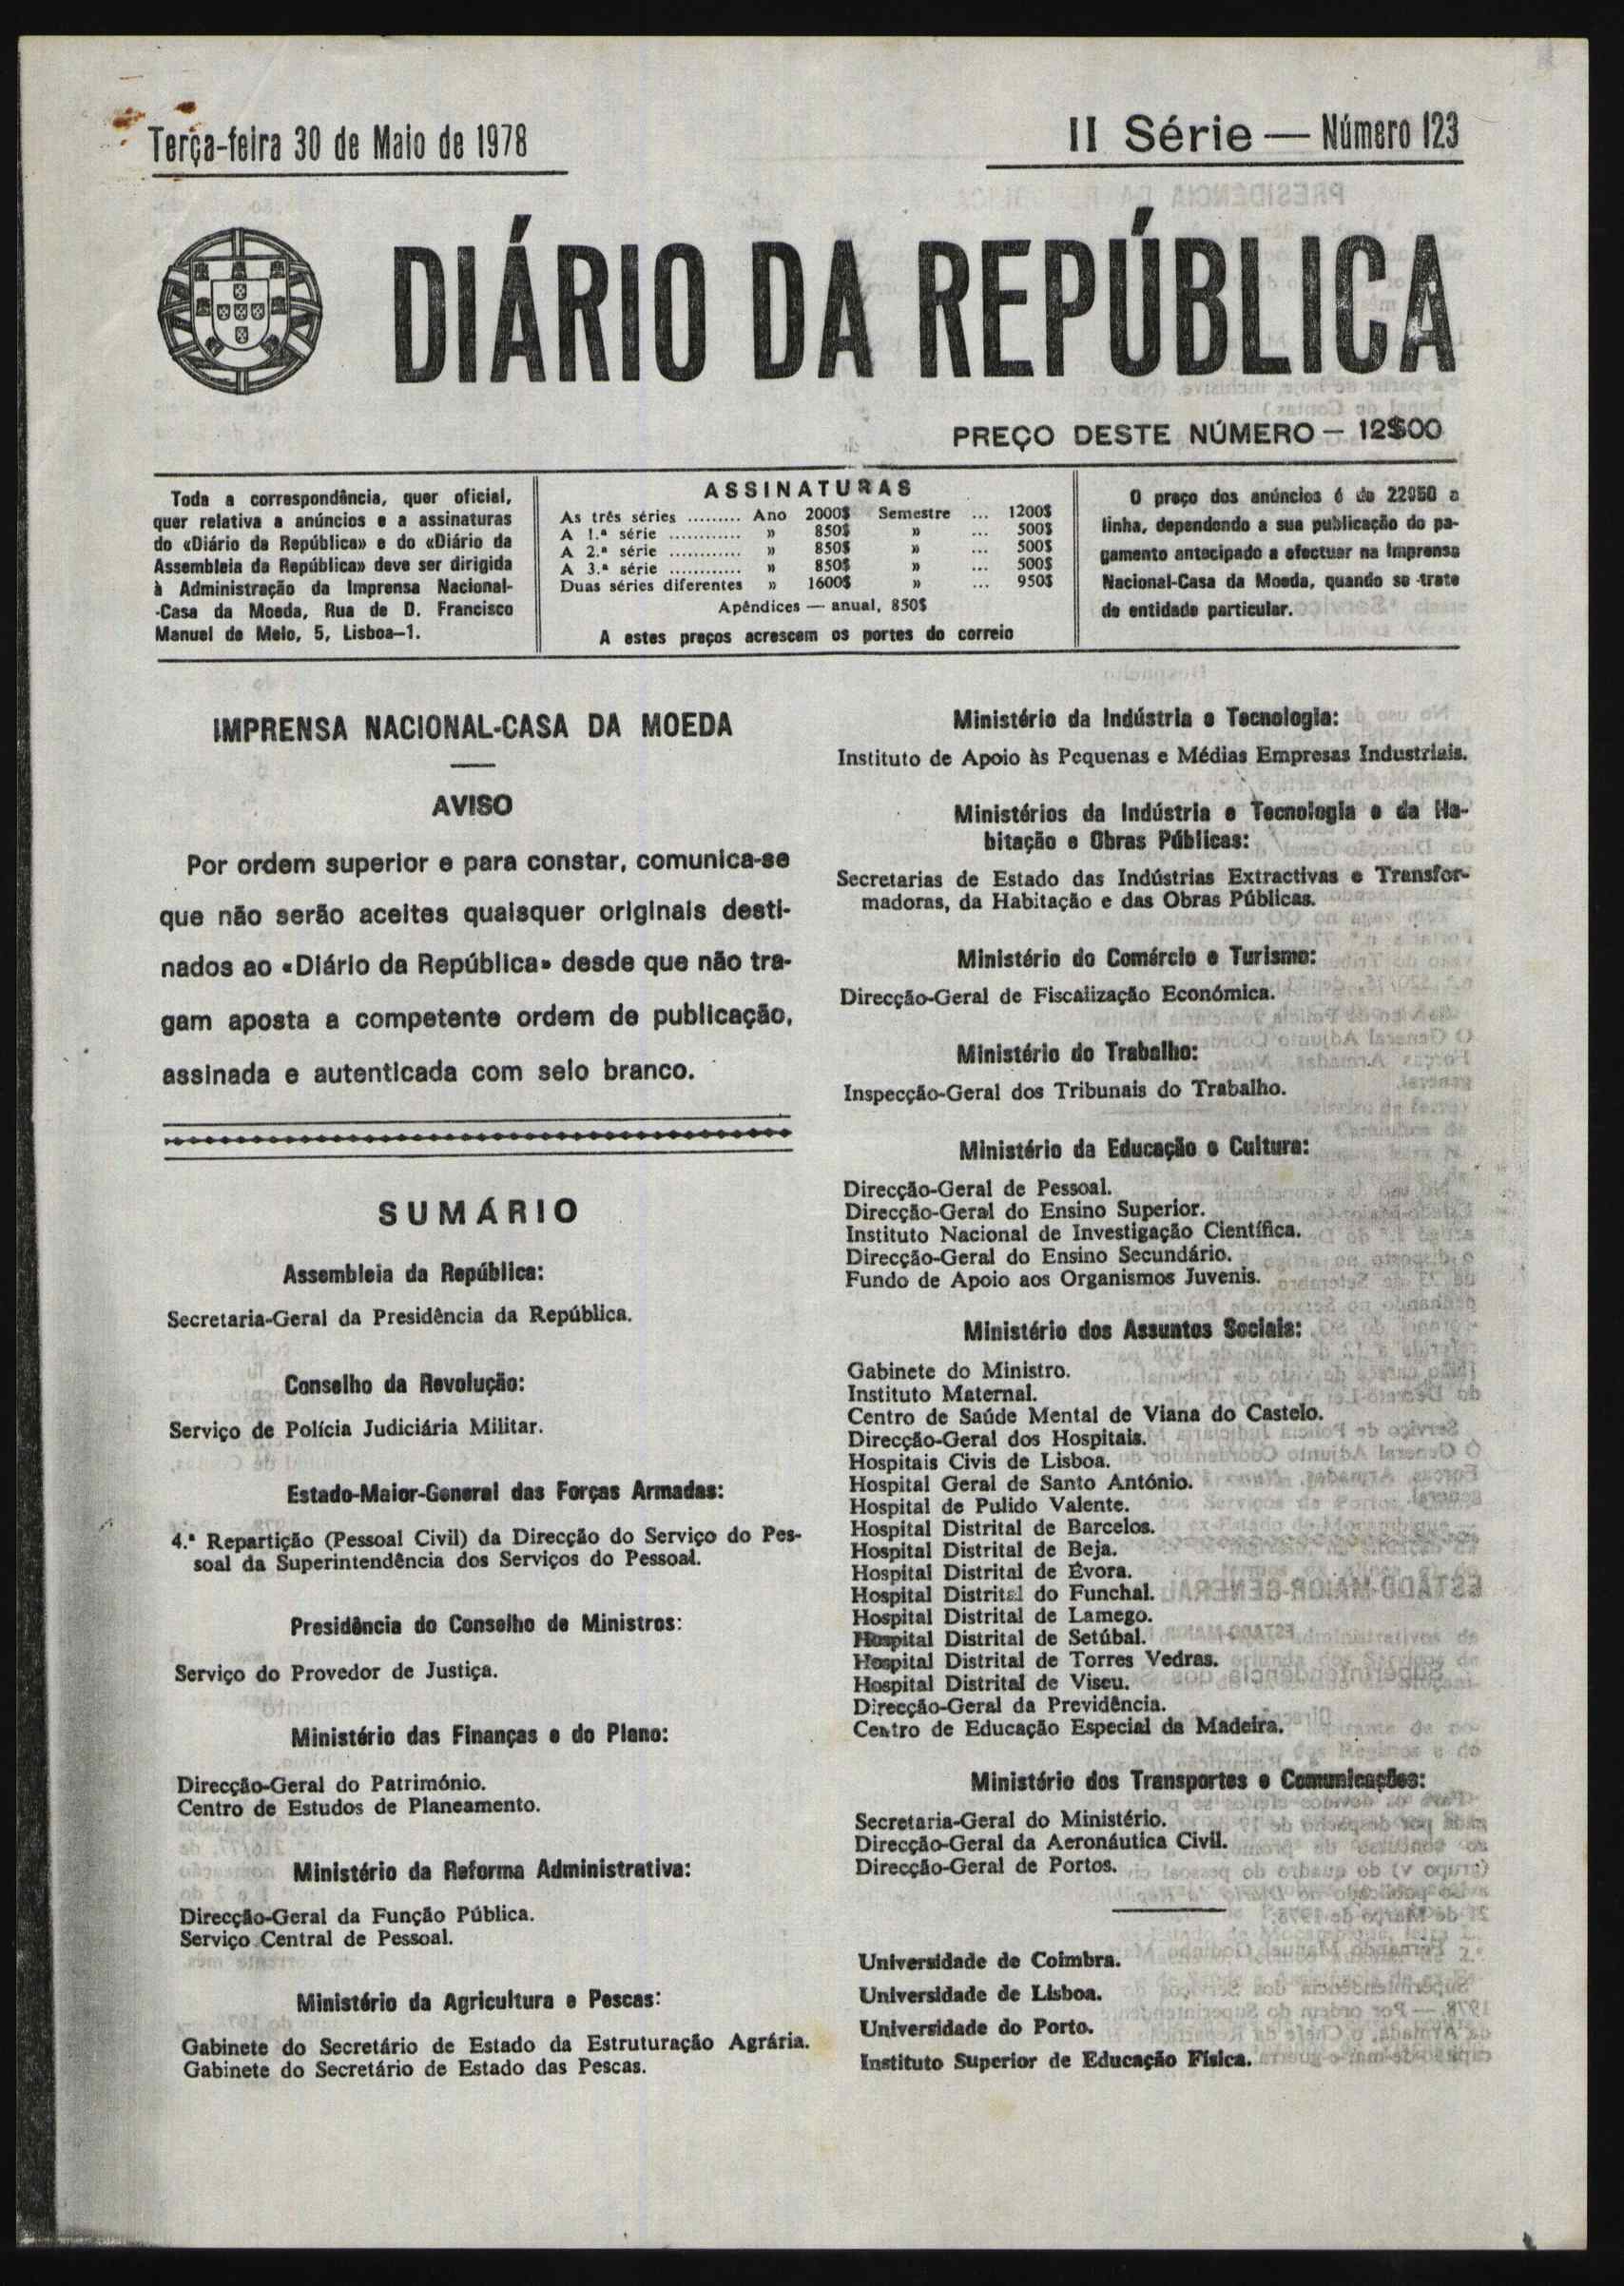 Terça-feira 30 de Maio de 1978
II Série — Número 123
DIÁRIO DA REPÚBLICA
PREÇO DESTE NÚMERO — 12$00
Toda a correspondência, quer oficial,
quer relativa a anúncios e a assinaturas
do «Diário da República» e do «Diário da
Assembleia da República» deve ser dirigida
à Administração da Imprensa Nacional-
-Casa da Moeda, Rua de D. Francisco
Manuel de Melo, 5, Lisboa—1.
ASSINATURAS
As três séries ......... Ano 2000$ Semestre ... 1200$
A 1.ª série ............ » 850$ » ... 500$
A 2.ª série ............ » 850$ » ... 500$
A 3.ª série ............ » 850$ » ... 500$
Duas séries diferentes » 1600$ » ... 950$
Apêndices — anual, 850$
A estes preços acrescem os portes do correio
O preço dos anúncios é de 22$50 a
linha, dependendo a sua publicação do pa-
gamento antecipado a efectuar na Imprensa
Nacional-Casa da Moeda, quando se trate
de entidade particular.
IMPRENSA NACIONAL-CASA DA MOEDA
AVISO
Por ordem superior e para constar, comunica-se
que não serão aceites quaisquer originais desti-
nados ao «Diário da República» desde que não tra-
gam aposta a competente ordem de publicação,
assinada e autenticada com selo branco.
SUMÁRIO
Assembleia da República:
Secretaria-Geral da Presidência da República.
Conselho da Revolução:
Serviço de Polícia Judiciária Militar.
Estado-Maior-General das Forças Armadas:
4.ª Repartição (Pessoal Civil) da Direcção do Serviço do Pes-
soal da Superintendência dos Serviços do Pessoal.
Presidência do Conselho de Ministros:
Serviço do Provedor de Justiça.
Ministério das Finanças e do Plano:
Direcção-Geral do Património.
Centro de Estudos de Planeamento.
Ministério da Reforma Administrativa:
Direcção-Geral da Função Pública.
Serviço Central de Pessoal.
Ministério da Agricultura e Pescas:
Gabinete do Secretário de Estado da Estruturação Agrária.
Gabinete do Secretário de Estado das Pescas.
Ministério da Indústria e Tecnologia:
Instituto de Apoio às Pequenas e Médias Empresas Industriais.
Ministérios da Indústria e Tecnologia e da Ha-
bitação e Obras Públicas:
Secretarias de Estado das Indústrias Extractivas e Transfor-
madoras, da Habitação e das Obras Públicas.
Ministério do Comércio e Turismo:
Direcção-Geral de Fiscalização Económica.
Ministério do Trabalho:
Inspecção-Geral dos Tribunais do Trabalho.
Ministério da Educação e Cultura:
Direcção-Geral de Pessoal.
Direcção-Geral do Ensino Superior.
Instituto Nacional de Investigação Científica.
Direcção-Geral do Ensino Secundário.
Fundo de Apoio aos Organismos Juvenis.
Ministério dos Assuntos Sociais:
Gabinete do Ministro.
Instituto Maternal.
Centro de Saúde Mental de Viana do Castelo.
Direcção-Geral dos Hospitais.
Hospitais Civis de Lisboa.
Hospital Geral de Santo António.
Hospital de Pulido Valente.
Hospital Distrital de Barcelos.
Hospital Distrital de Beja.
Hospital Distrital de Évora.
Hospital Distrital do Funchal.
Hospital Distrital de Lamego.
Hospital Distrital de Setúbal.
Hospital Distrital de Torres Vedras.
Hospital Distrital de Viseu.
Direcção-Geral da Previdência.
Centro de Educação Especial da Madeira.
Ministério dos Transportes e Comunicações:
Secretaria-Geral do Ministério.
Direcção-Geral da Aeronáutica Civil.
Direcção-Geral de Portos.
Universidade de Coimbra.
Universidade de Lisboa.
Universidade do Porto.
Instituto Superior de Educação Física.